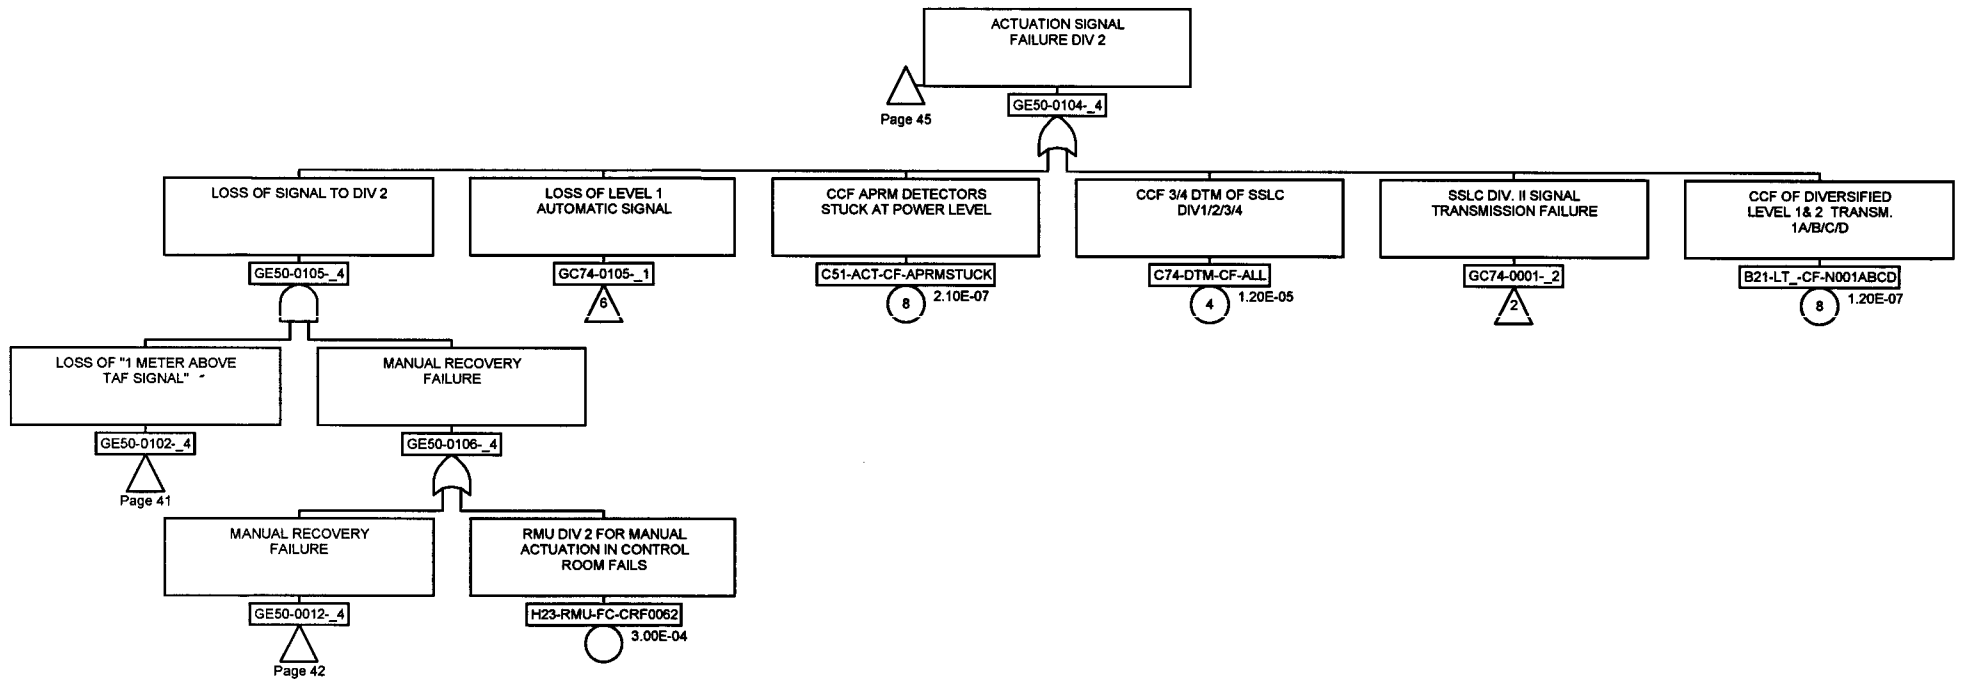 ACTUATION SIGNAL
FAILURE DIV 2
Page 45
GE50-0104-_4
LOSS OF SIGNAL TO DIV 2
GE50-0105-_4
LOSS OF LEVEL 1
AUTOMATIC SIGNAL
GC74-0105-_1
6
CCF APRM DETECTORS
STUCK AT POWER LEVEL
C51-ACT-CF-APRMSTUCK
8
2.10E-07
CCF 3/4 DTM OF SSLC
DIV1/2/3/4
C74-DTM-CF-ALL
4
1.20E-05
SSLC DIV. II SIGNAL
TRANSMISSION FAILURE
GC74-0001-_2
2
CCF OF DIVERSIFIED
LEVEL 1& 2 TRANSM.
1A/B/C/D
B21-LT_-CF-N001ABCD
8
1.20E-07
LOSS OF "1 METER ABOVE
TAF SIGNAL"
GE50-0102-_4
Page 41
MANUAL RECOVERY
FAILURE
GE50-0106-_4
MANUAL RECOVERY
FAILURE
GE50-0012-_4
Page 42
RMU DIV 2 FOR MANUAL
ACTUATION IN CONTROL
ROOM FAILS
H23-RMU-FC-CRF0062
3.00E-04